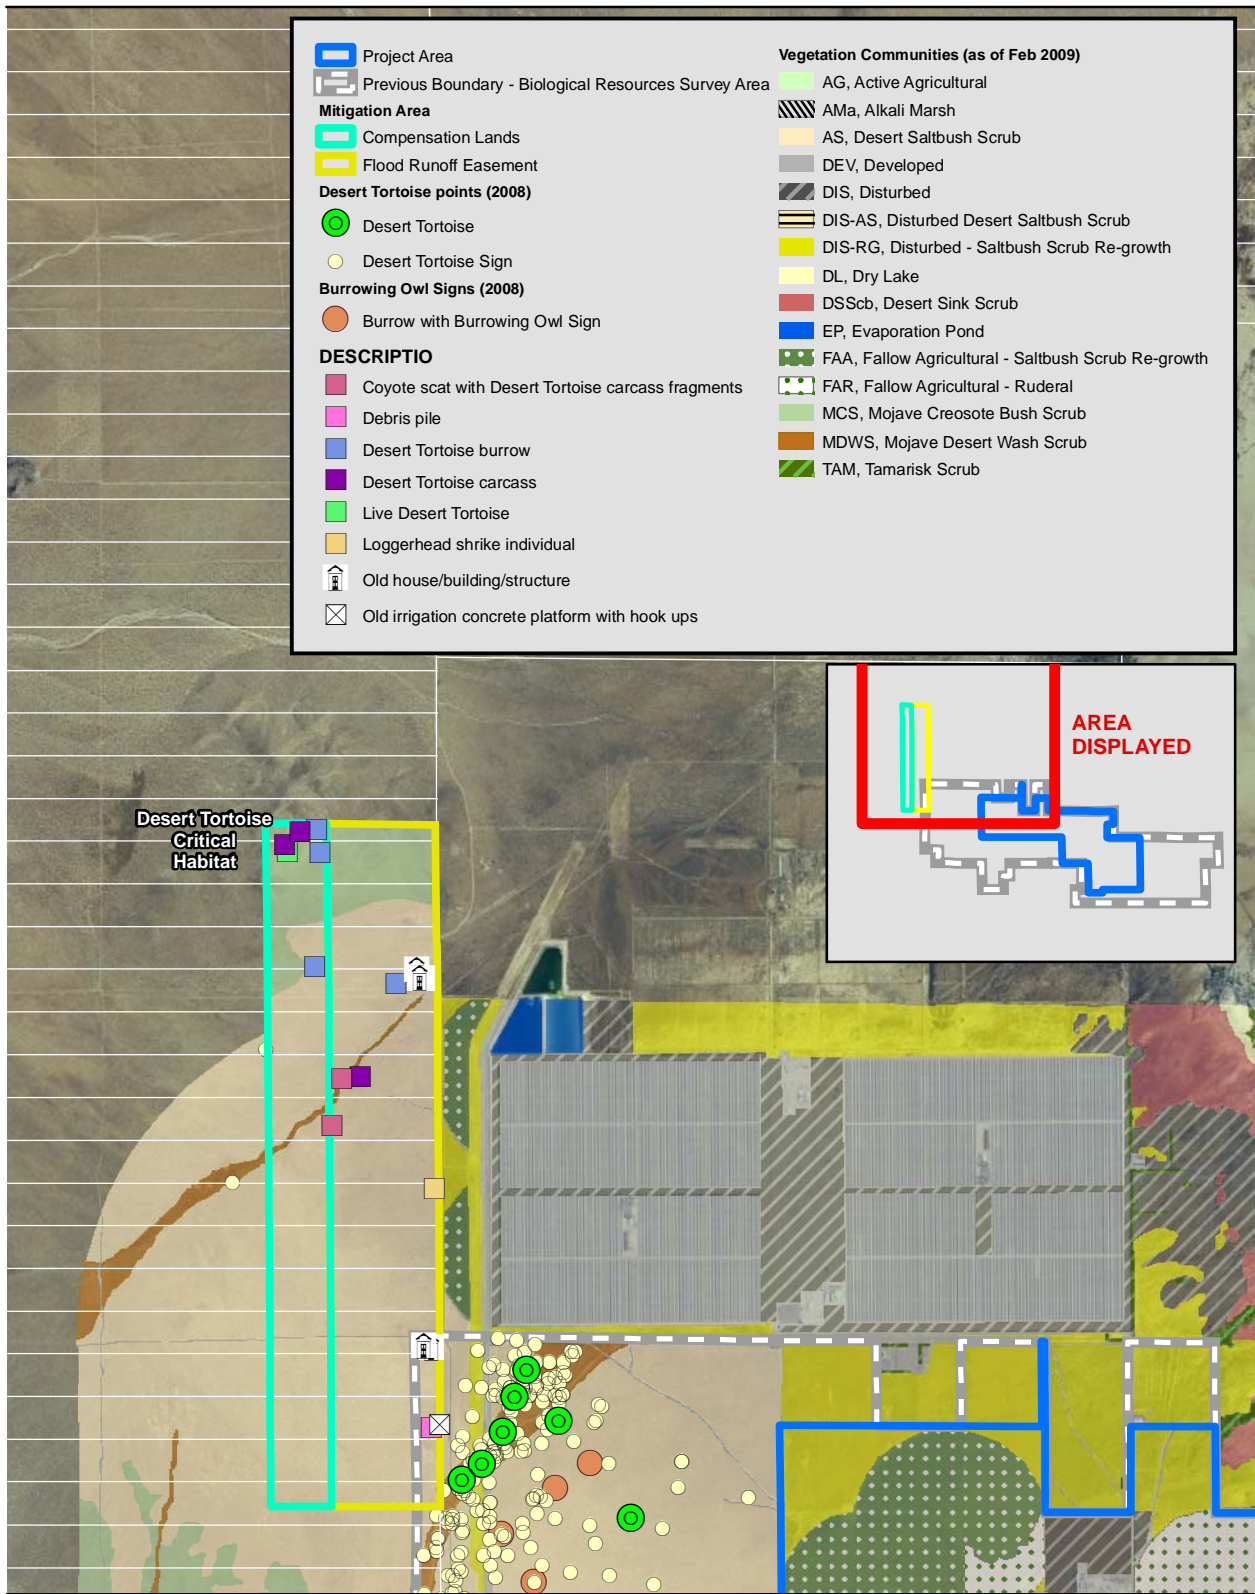 Project Area
Previous Boundary - Biological Resources Survey Area
Mitigation Area
Compensation Lands
Flood Runoff Easement
Desert Tortoise points (2008)
Desert Tortoise
Desert Tortoise Sign
Burrowing Owl Signs (2008)
Burrow with Burrowing Owl Sign
DESCRIPTIO
Coyote scat with Desert Tortoise carcass fragments
Debris pile
Desert Tortoise burrow
Desert Tortoise carcass
Live Desert Tortoise
Loggerhead shrike individual
Old house/building/structure
Old irrigation concrete platform with hook ups
Vegetation Communities (as of Feb 2009)
AG, Active Agricultural
AMa, Alkali Marsh
AS, Desert Saltbush Scrub
DEV, Developed
DIS, Disturbed
DIS-AS, Disturbed Desert Saltbush Scrub
DIS-RG, Disturbed - Saltbush Scrub Re-growth
DL, Dry Lake
DSScb, Desert Sink Scrub
EP, Evaporation Pond
FAA, Fallow Agricultural - Saltbush Scrub Re-growth
FAR, Fallow Agricultural - Ruderal
MCS, Mojave Creosote Bush Scrub
MDWS, Mojave Desert Wash Scrub
TAM, Tamarisk Scrub
AREA
DISPLAYED
Desert Tortoise
Critical
Habitat